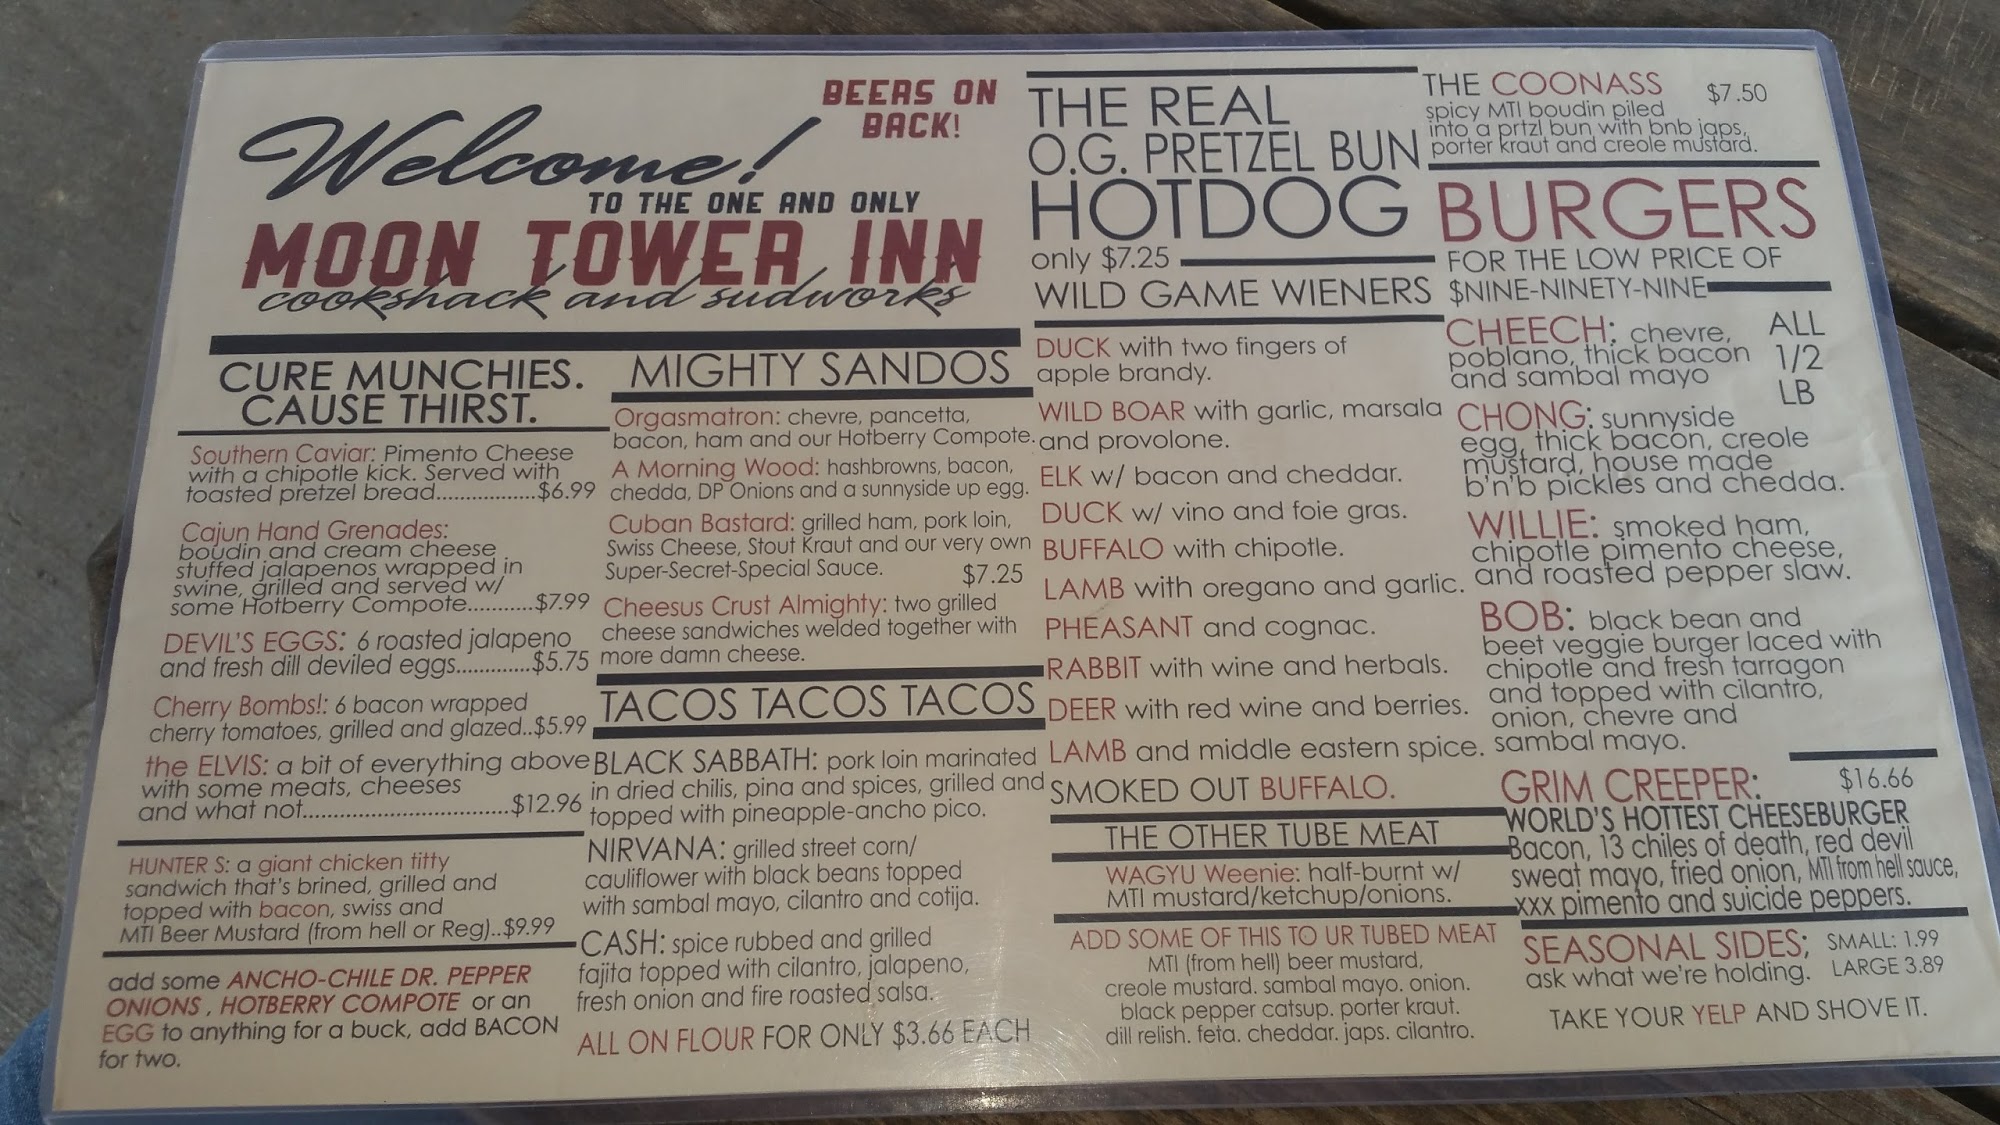 BEERS ON
BACK!
Welcome!
TO THE ONE AND ONLY
MOON TOWER INN
cookshack and sudworks
CURE MUNCHIES.
CAUSE THIRST.
Southern Caviar: Pimento Cheese
with a chipotle kick. Served with
toasted pretzel bread.................$6.99
Cajun Hand Grenades:
boudin and cream cheese
stuffed jalapenos wrapped in
swine, grilled and served w/
some Hotberry Compote...........$7.99
DEVIL'S EGGS: 6 roasted jalapeno
and fresh dill deviled eggs.............$5.75
Cherry Bombs!: 6 bacon wrapped
cherry tomatoes, grilled and glazed..$5.99
the ELVIS: a bit of everything above
with some meats, cheeses
and what not...................................$12.96
HUNTER S: a giant chicken titty
sandwich that's brined, grilled and
topped with bacon, swiss and
MTI Beer Mustard (from hell or Reg)..$9.99
add some ANCHO-CHILE DR. PEPPER
ONIONS , HOTBERRY COMPOTE or an
EGG to anything for a buck, add BACON
for two.
MIGHTY SANDOS
Orgasmatron: chevre, pancetta,
bacon, ham and our Hotberry Compote.
A Morning Wood: hashbrowns, bacon,
chedda, DP Onions and a sunnyside up egg.
Cuban Bastard: grilled ham, pork loin,
Swiss Cheese, Stout Kraut and our very own
Super-Secret-Special Sauce. $7.25
Cheesus Crust Almighty: two grilled
cheese sandwiches welded together with
more damn cheese.
TACOS TACOS TACOS
BLACK SABBATH: pork loin marinated
in dried chilis, pina and spices, grilled and
topped with pineapple-ancho pico.
NIRVANA: grilled street corn/
cauliflower with black beans topped
with sambal mayo, cilantro and cotija.
CASH: spice rubbed and grilled
fajita topped with cilantro, jalapeno,
fresh onion and fire roasted salsa.
ALL ON FLOUR FOR ONLY $3.66 EACH
THE REAL
O.G. PRETZEL BUN
HOTDOG
only $7.25
WILD GAME WIENERS
DUCK with two fingers of
apple brandy.
WILD BOAR with garlic, marsala
and provolone.
ELK w/ bacon and cheddar.
DUCK w/ vino and foie gras.
BUFFALO with chipotle.
LAMB with oregano and garlic.
PHEASANT and cognac.
RABBIT with wine and herbals.
DEER with red wine and berries.
LAMB and middle eastern spice.
SMOKED OUT BUFFALO.
THE OTHER TUBE MEAT
WAGYU Weenie: half-burnt w/
MTI mustard/ketchup/onions.
ADD SOME OF THIS TO UR TUBED MEAT
MTI (from hell) beer mustard,
creole mustard. sambal mayo. onion.
black pepper catsup. porter kraut.
dill relish. feta. cheddar. japs. cilantro.
THE COONASS $7.50
spicy MTI boudin piled
into a prtzl bun with bnb japs,
porter kraut and creole mustard.
BURGERS
FOR THE LOW PRICE OF
$NINE-NINETY-NINE
ALL
1/2
LB
CHEECH: chevre,
poblano, thick bacon
and sambal mayo
CHONG: sunnyside
egg, thick bacon, creole
mustard, house made
b'n'b pickles and chedda.
WILLIE: smoked ham,
chipotle pimento cheese,
and roasted pepper slaw.
BOB: black bean and
beet veggie burger laced with
chipotle and fresh tarragon
and topped with cilantro,
onion, chevre and
sambal mayo.
GRIM CREEPER: $16.66
WORLD'S HOTTEST CHEESEBURGER
Bacon, 13 chiles of death, red devil
sweat mayo, fried onion, MTI from hell sauce,
xxx pimento and suicide peppers.
SEASONAL SIDES; SMALL: 1.99
ask what we're holding. LARGE 3.89
TAKE YOUR YELP AND SHOVE IT.